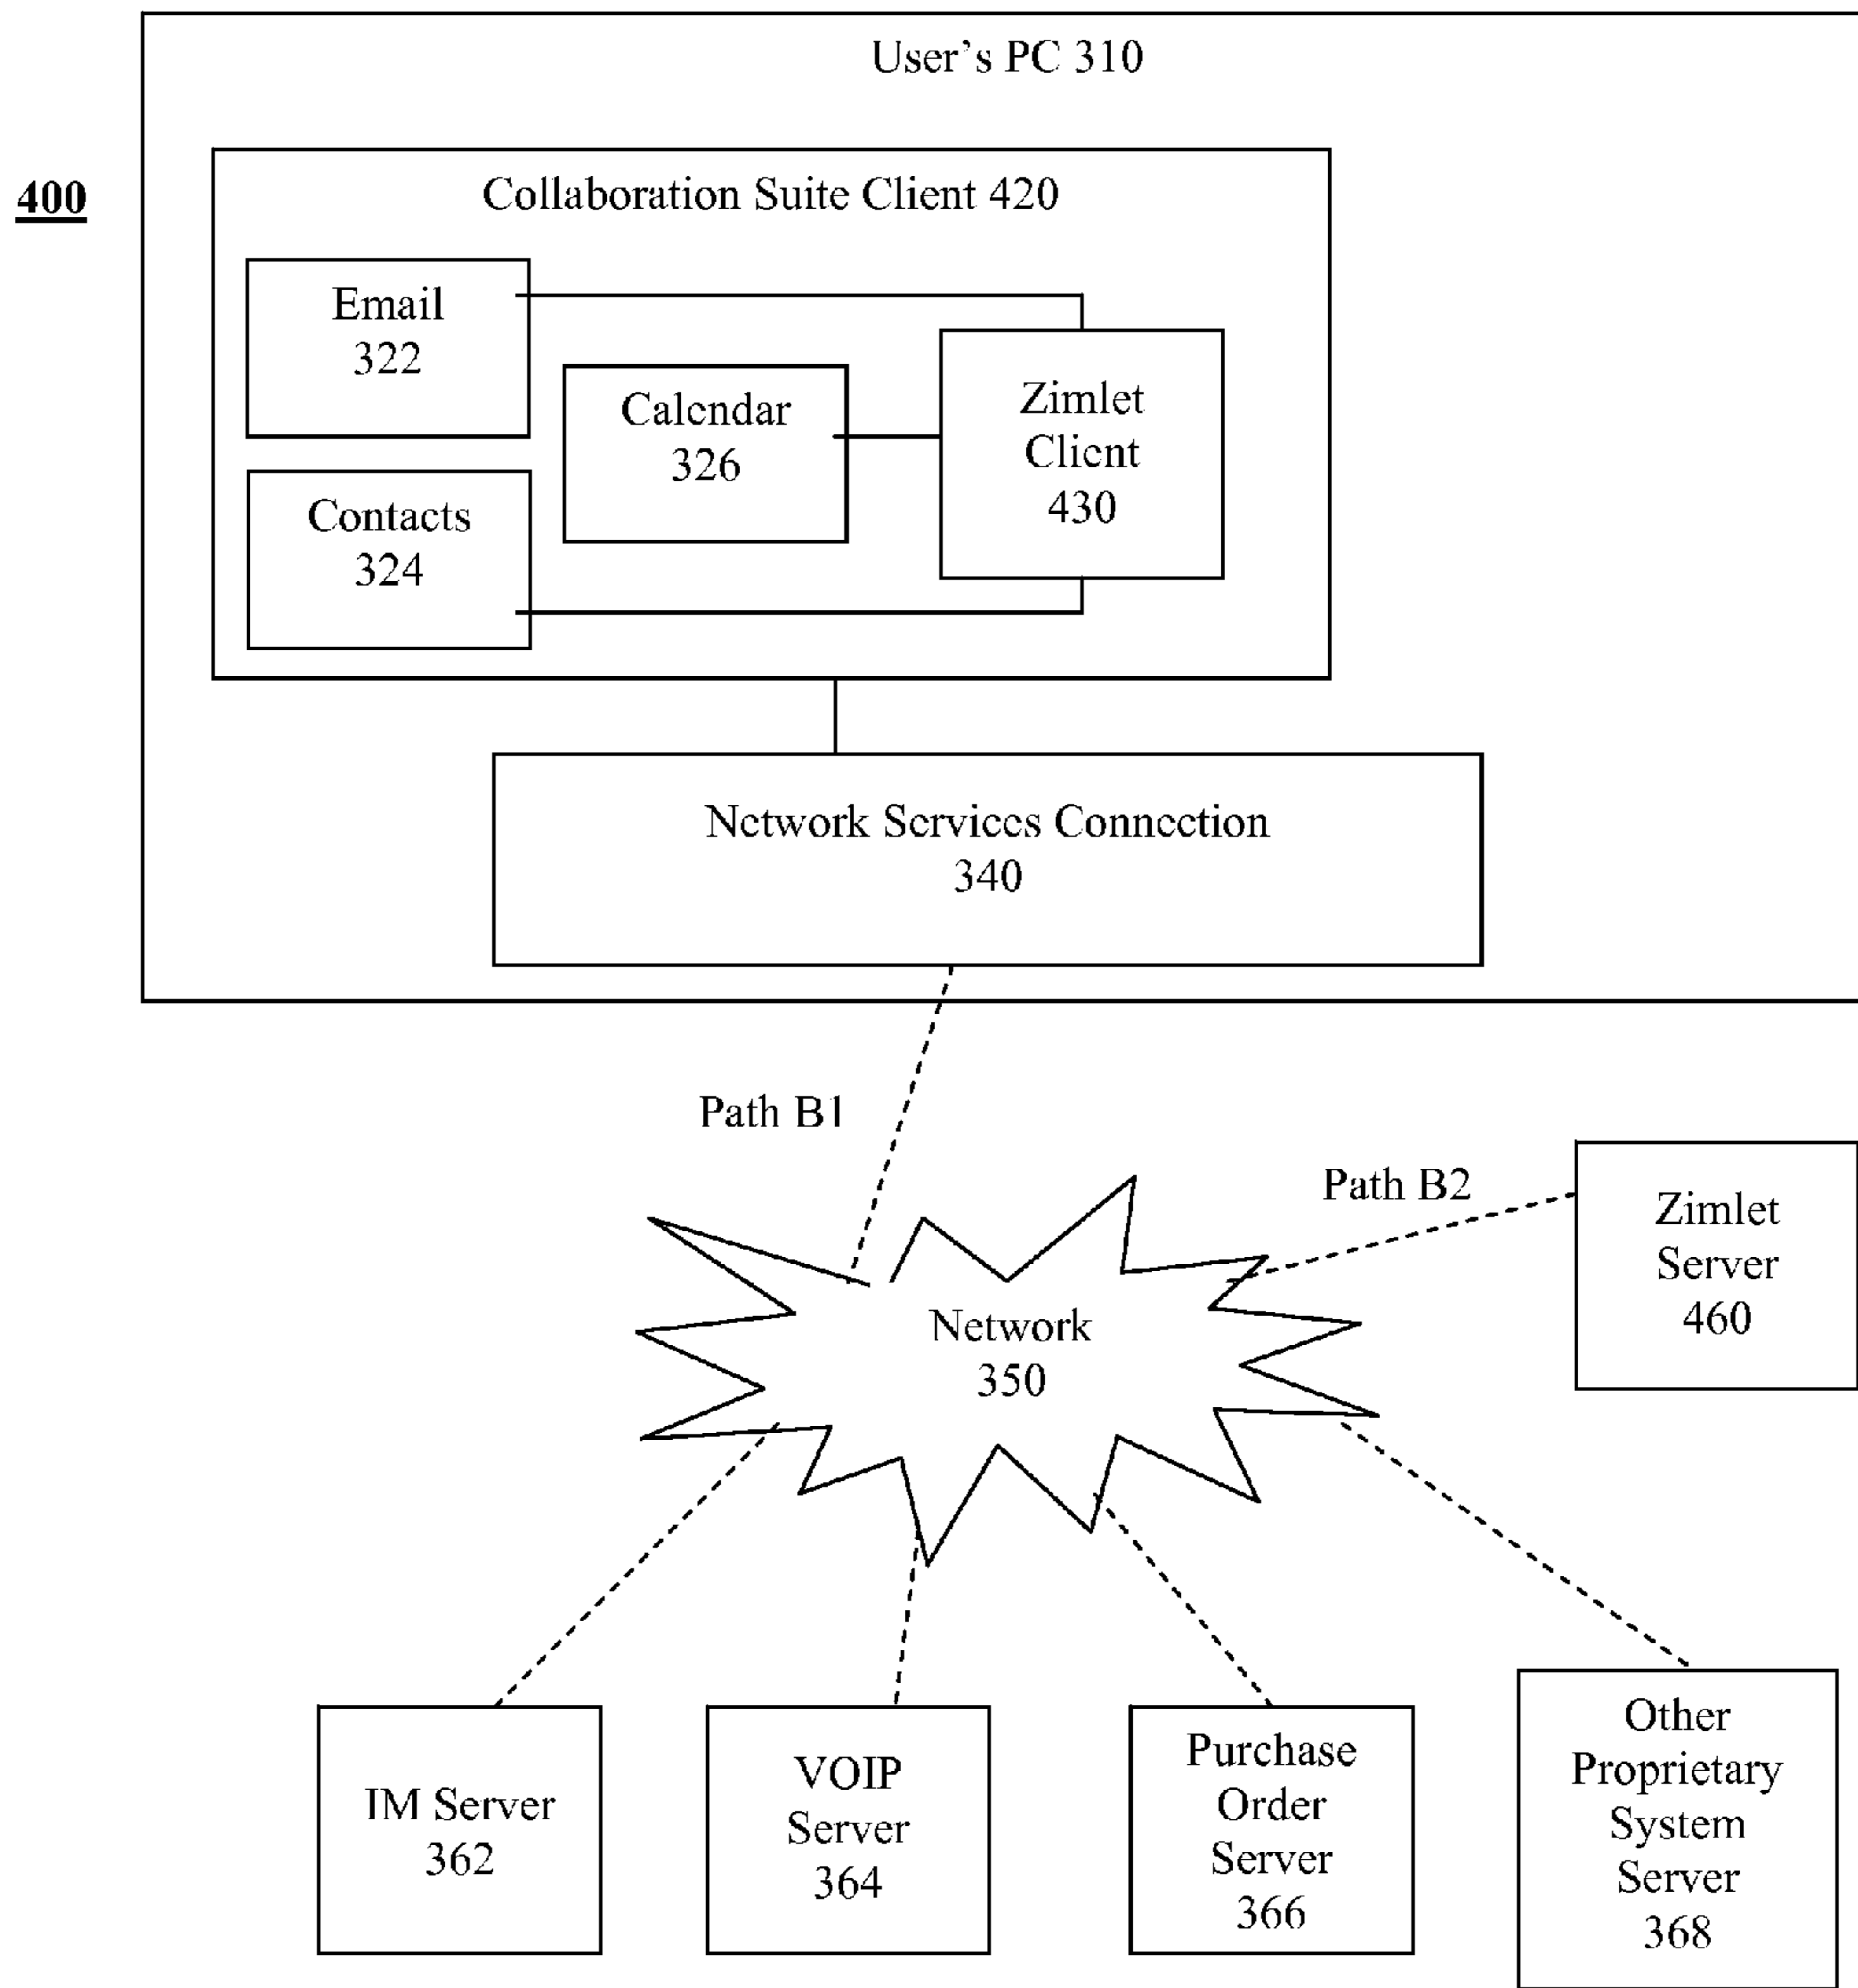 User's PC 310
400
Collaboration Suite Client 420
Email
322
Calendar
326
Zimlet
Client
430
Contacts
324
Network Services Connection
340
Path B1
Path B2
Zimlet
Server
460
Network
350
IM Server
362
VOIP
Server
364
Purchase
Order
Server
366
Other
Proprietary
System
Server
368